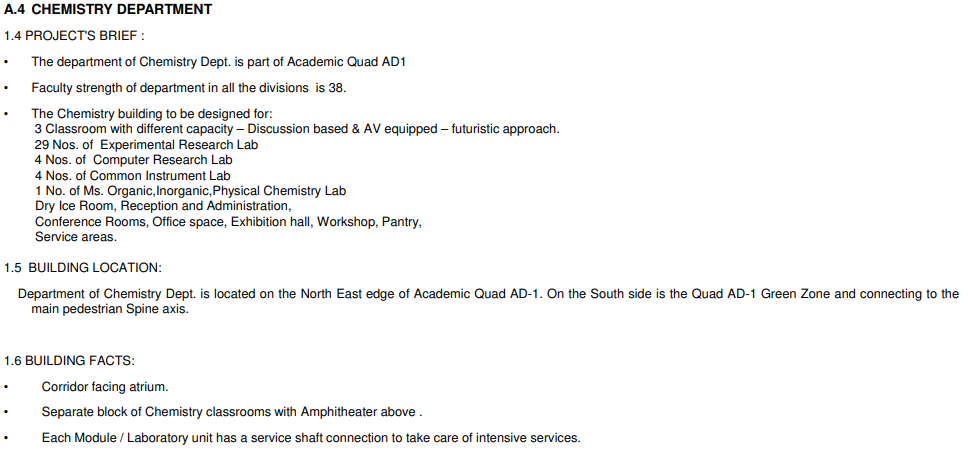 A.4 CHEMISTRY DEPARTMENT
1.4 PROJECT'S BRIEF :
• The department of Chemistry Dept. is part of Academic Quad AD1
• Faculty strength of department in all the divisions is 38.
• The Chemistry building to be designed for:
3 Classroom with different capacity – Discussion based & AV equipped – futuristic approach.
29 Nos. of Experimental Research Lab
4 Nos. of Computer Research Lab
4 Nos. of Common Instrument Lab
1 No. of Ms. Organic,Inorganic,Physical Chemistry Lab
Dry Ice Room, Reception and Administration,
Conference Rooms, Office space, Exhibition hall, Workshop, Pantry,
Service areas.
1.5 BUILDING LOCATION:
Department of Chemistry Dept. is located on the North East edge of Academic Quad AD-1. On the South side is the Quad AD-1 Green Zone and connecting to the
main pedestrian Spine axis.
1.6 BUILDING FACTS:
• Corridor facing atrium.
• Separate block of Chemistry classrooms with Amphitheater above .
• Each Module / Laboratory unit has a service shaft connection to take care of intensive services.